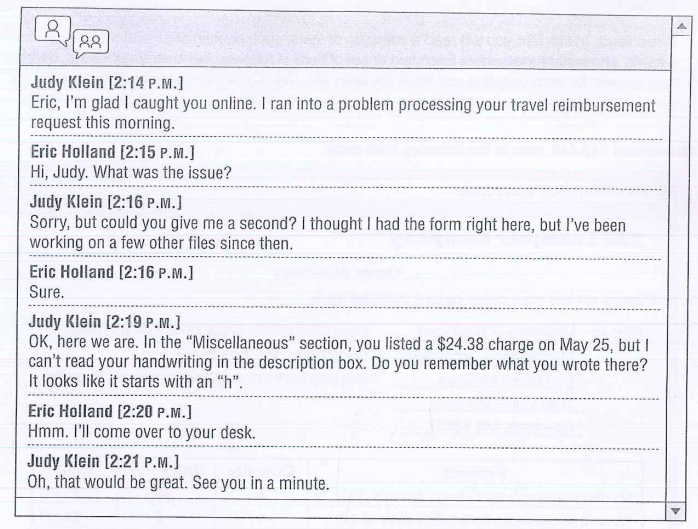 Judy Klein [2:14 P.M.]
Eric, I'm glad I caught you online. I ran into a problem processing your travel reimbursement
request this morning.
Eric Holland [2:15 P.M.]
Hi, Judy. What was the issue?
Judy Klein [2:16 P.M.]
Sorry, but could you give me a second? I thought I had the form right here, but I've been
working on a few other files since then.
Eric Holland [2:16 P.M.]
Sure.
Judy Klein [2:19 P.M.]
OK, here we are. In the “Miscellaneous” section, you listed a $24.38 charge on May 25, but I
can't read your handwriting in the description box. Do you remember what you wrote there?
It looks like it starts with an “h”.
Eric Holland [2:20 P.M.]
Hmm. I'll come over to your desk.
Judy Klein [2:21 P.M.]
Oh, that would be great. See you in a minute.